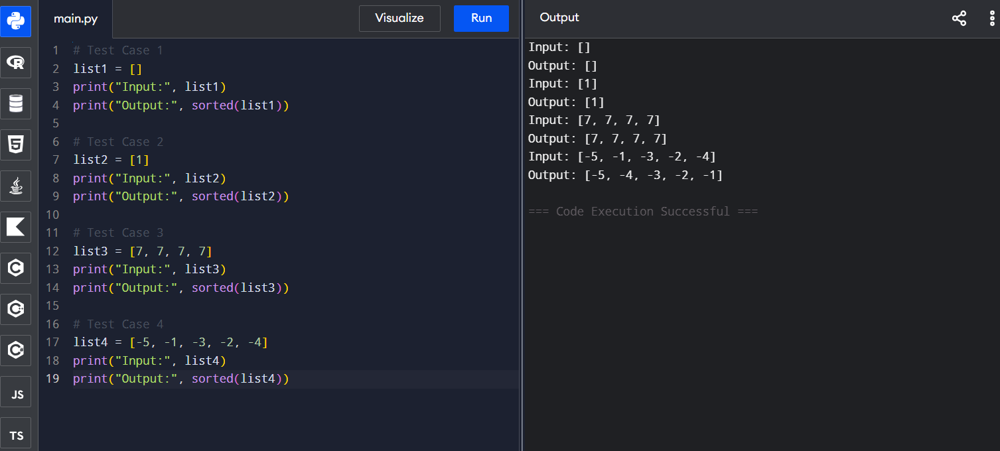 main.py
Visualize
Run
Output
1 # Test Case 1
2 list1 = []
3 print("Input:", list1)
4 print("Output:", sorted(list1))
5
6 # Test Case 2
7 list2 = [1]
8 print("Input:", list2)
9 print("Output:", sorted(list2))
10
11 # Test Case 3
12 list3 = [7, 7, 7, 7]
13 print("Input:", list3)
14 print("Output:", sorted(list3))
15
16 # Test Case 4
17 list4 = [-5, -1, -3, -2, -4]
18 print("Input:", list4)
19 print("Output:", sorted(list4))
Input: []
Output: []
Input: [1]
Output: [1]
Input: [7, 7, 7, 7]
Output: [7, 7, 7, 7]
Input: [-5, -1, -3, -2, -4]
Output: [-5, -4, -3, -2, -1]
=== Code Execution Successful ===
R
5
C
C++
C#
JS
TS